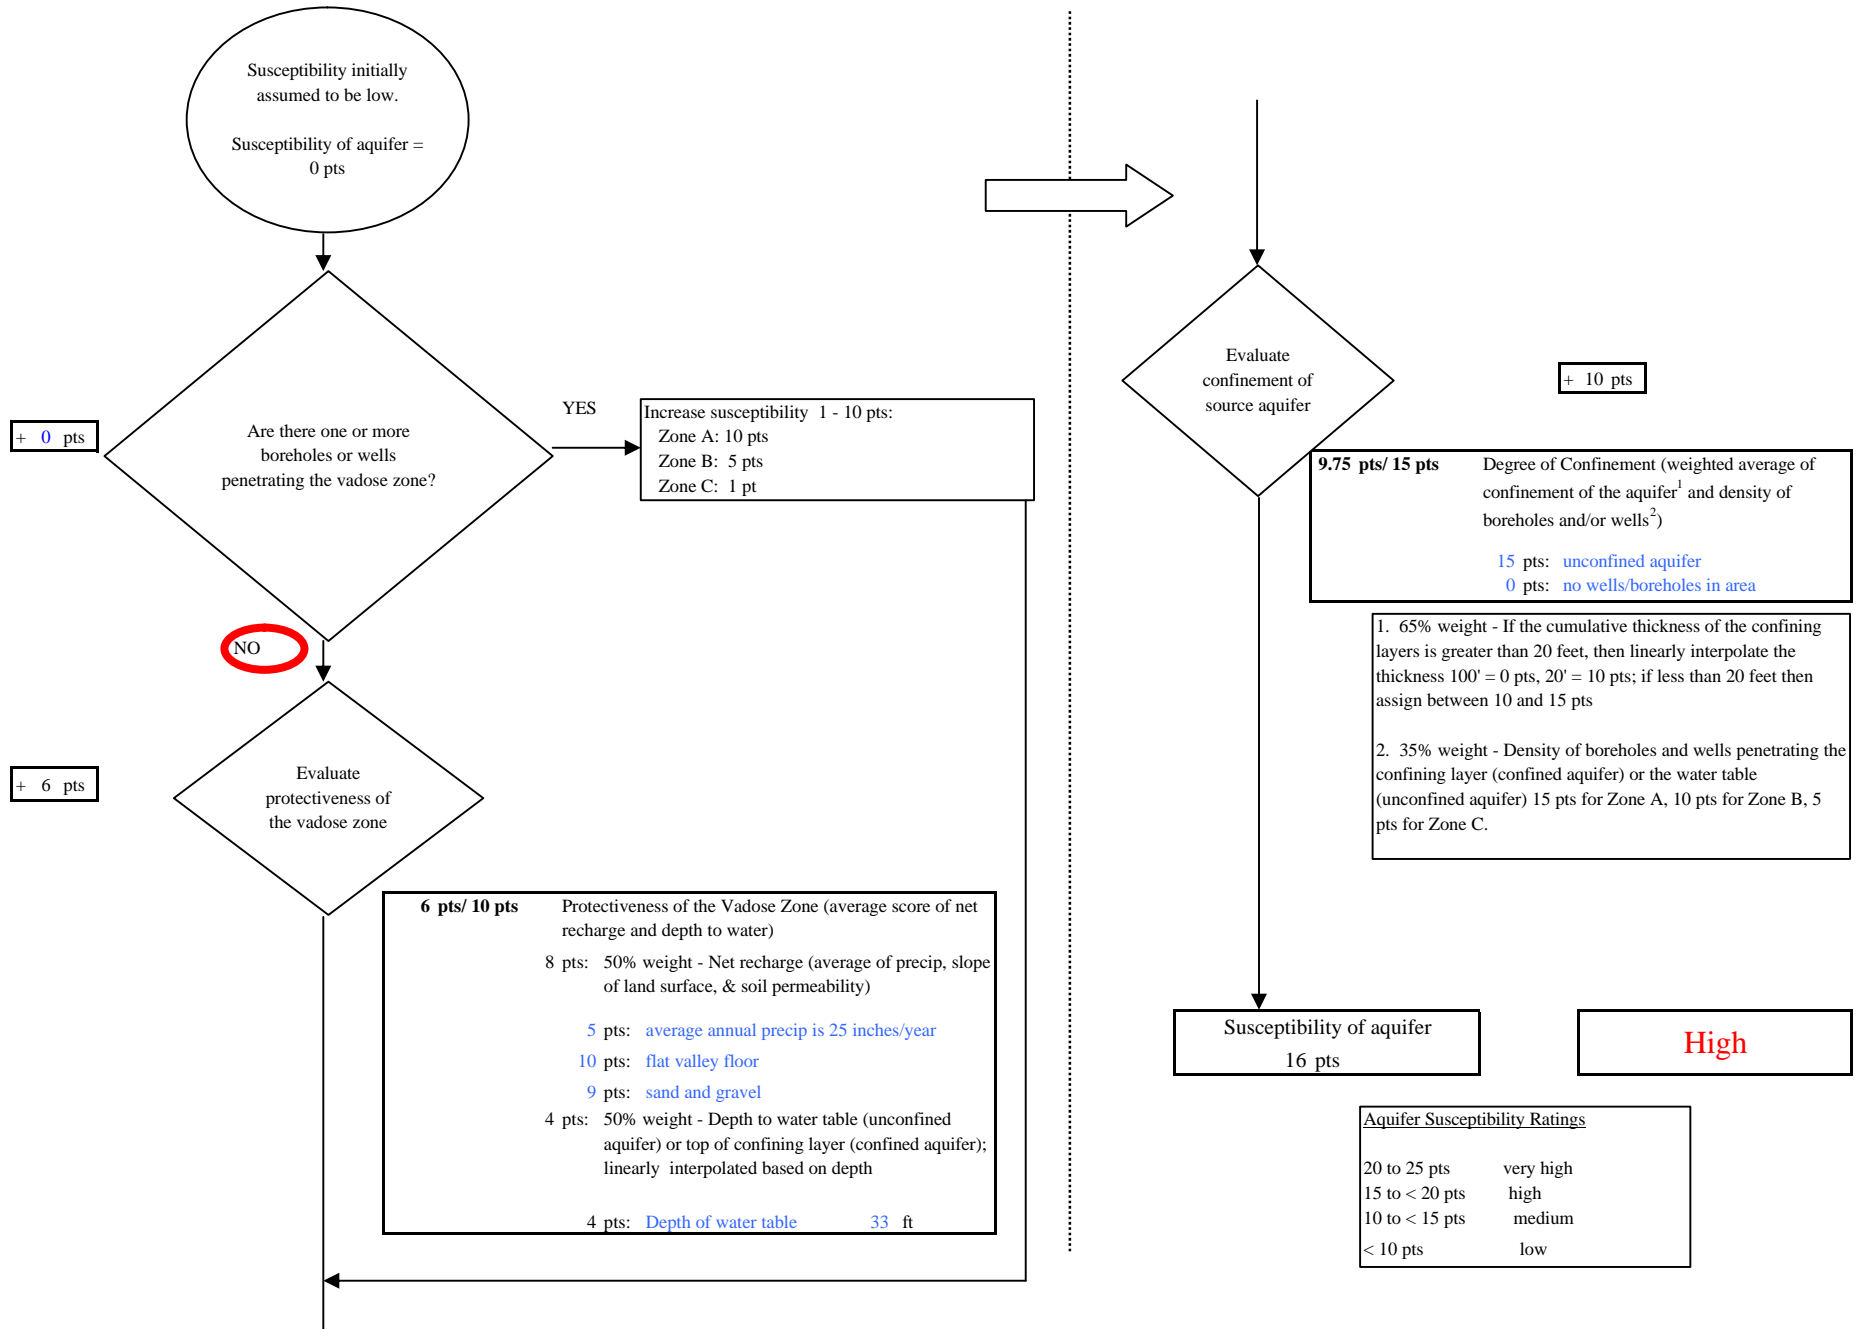 Susceptibility initially
assumed to be low.
Susceptibility of aquifer =
0 pts
+ 0 pts
Are there one or more
boreholes or wells
penetrating the vadose zone?
YES
Increase susceptibility 1 - 10 pts:
Zone A: 10 pts
Zone B: 5 pts
Zone C: 1 pt
NO
+ 6 pts
Evaluate
protectiveness of
the vadose zone
6 pts/ 10 pts Protectiveness of the Vadose Zone (average score of net
recharge and depth to water)
8 pts: 50% weight - Net recharge (average of precip, slope
of land surface, & soil permeability)
5 pts: average annual precip is 25 inches/year
10 pts: flat valley floor
9 pts: sand and gravel
4 pts: 50% weight - Depth to water table (unconfined
aquifer) or top of confining layer (confined aquifer);
linearly interpolated based on depth
4 pts: Depth of water table 33 ft
Evaluate
confinement of
source aquifer
+ 10 pts
9.75 pts/ 15 pts Degree of Confinement (weighted average of
confinement of the aquifer1 and density of
boreholes and/or wells2)
15 pts: unconfined aquifer
0 pts: no wells/boreholes in area
1. 65% weight - If the cumulative thickness of the confining
layers is greater than 20 feet, then linearly interpolate the
thickness 100' = 0 pts, 20' = 10 pts; if less than 20 feet then
assign between 10 and 15 pts
2. 35% weight - Density of boreholes and wells penetrating the
confining layer (confined aquifer) or the water table
(unconfined aquifer) 15 pts for Zone A, 10 pts for Zone B, 5
pts for Zone C.
Susceptibility of aquifer
16 pts
High
Aquifer Susceptibility Ratings
20 to 25 pts very high
15 to < 20 pts high
10 to < 15 pts medium
< 10 pts low